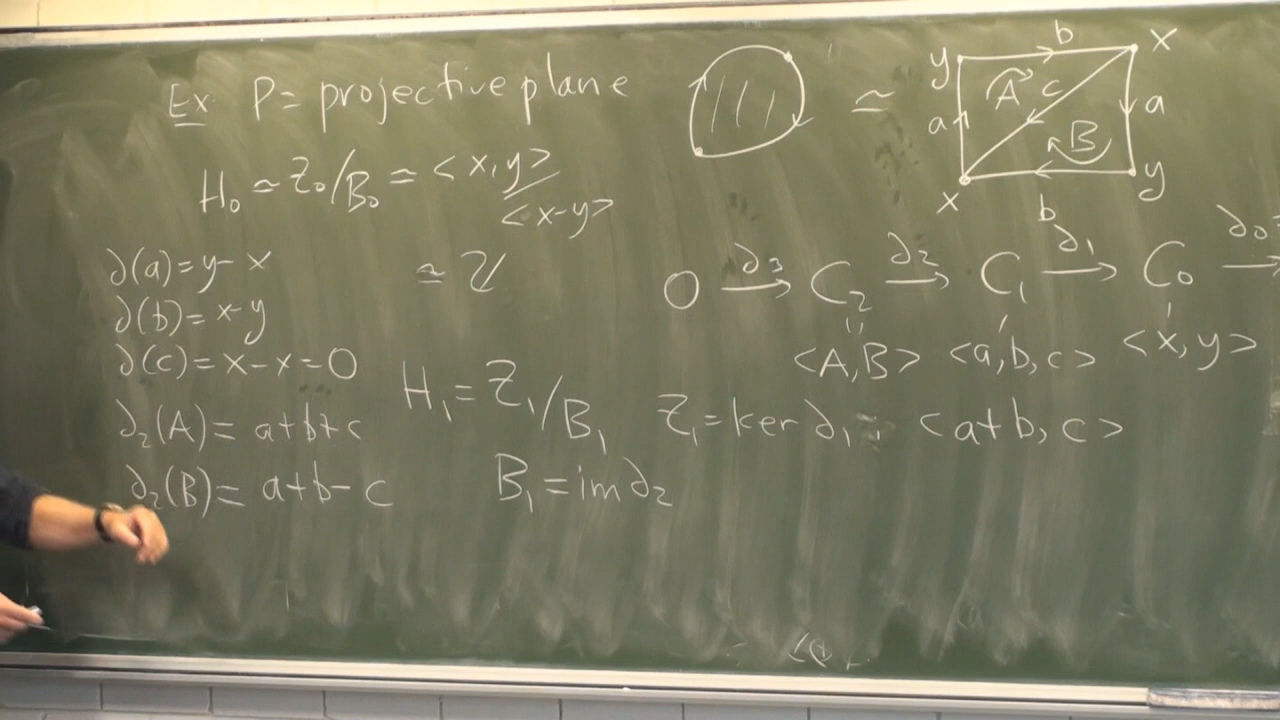 Ex P = projective plane
H₀ ≃ Z₀/B₀ ≃ <x,y>/<x-y>
≃ ℤ
∂(a) = y - x
∂(b) = x - y
∂(c) = x - x = 0
∂₂(A) = a+b+c
∂₂(B) = a+b-c
H₁ = Z₁/B₁ Z₁ = ker ∂₁ = <a+b, c>
B₁ = im ∂₂
≃
y b x
A c
a a
B
x b y
0 →∂₃ C₂ →∂₂ C₁ →∂₁ C₀ →∂₀
<A,B> <a,b,c> <x,y>